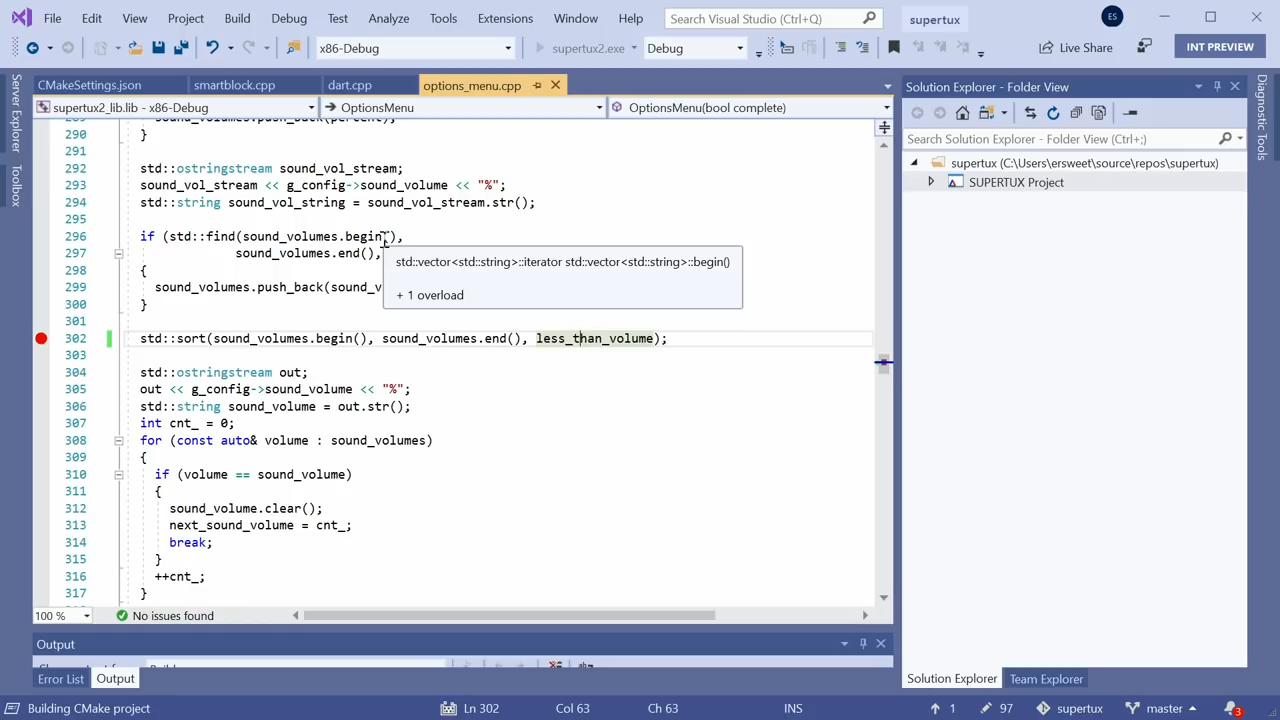 File Edit View Project Build Debug Test Analyze Tools Extensions Window Help Search Visual Studio (Ctrl+Q) supertux ES
x86-Debug supertux2.exe Debug Live Share INT PREVIEW
Server Explorer
Toolbox
CMakeSettings.json smartblock.cpp dart.cpp options_menu.cpp
supertux2_lib.lib - x86-Debug OptionsMenu OptionsMenu(bool complete)
289 sound_volumes.push_back(percent);
290 }
291
292 std::ostringstream sound_vol_stream;
293 sound_vol_stream << g_config->sound_volume << "%";
294 std::string sound_vol_string = sound_vol_stream.str();
295
296 if (std::find(sound_volumes.begin(),
297 sound_volumes.end(),
298 {
299 sound_volumes.push_back(sound_v
300 }
301
std::vector<std::string>::iterator std::vector<std::string>::begin()
+ 1 overload
302 std::sort(sound_volumes.begin(), sound_volumes.end(), less_than_volume);
303
304 std::ostringstream out;
305 out << g_config->sound_volume << "%";
306 std::string sound_volume = out.str();
307 int cnt_ = 0;
308 for (const auto& volume : sound_volumes)
309 {
310 if (volume == sound_volume)
311 {
312 sound_volume.clear();
313 next_sound_volume = cnt_;
314 break;
315 }
316 ++cnt_;
317 }
100 % No issues found
Output
Error List Output
Solution Explorer - Folder View
Search Solution Explorer - Folder View (Ctrl+;)
supertux (C:\Users\ersweet\source\repos\supertux)
SUPERTUX Project
Solution Explorer Team Explorer
Diagnostic Tools
Building CMake project Ln 302 Col 63 Ch 63 INS 1 97 supertux master 3